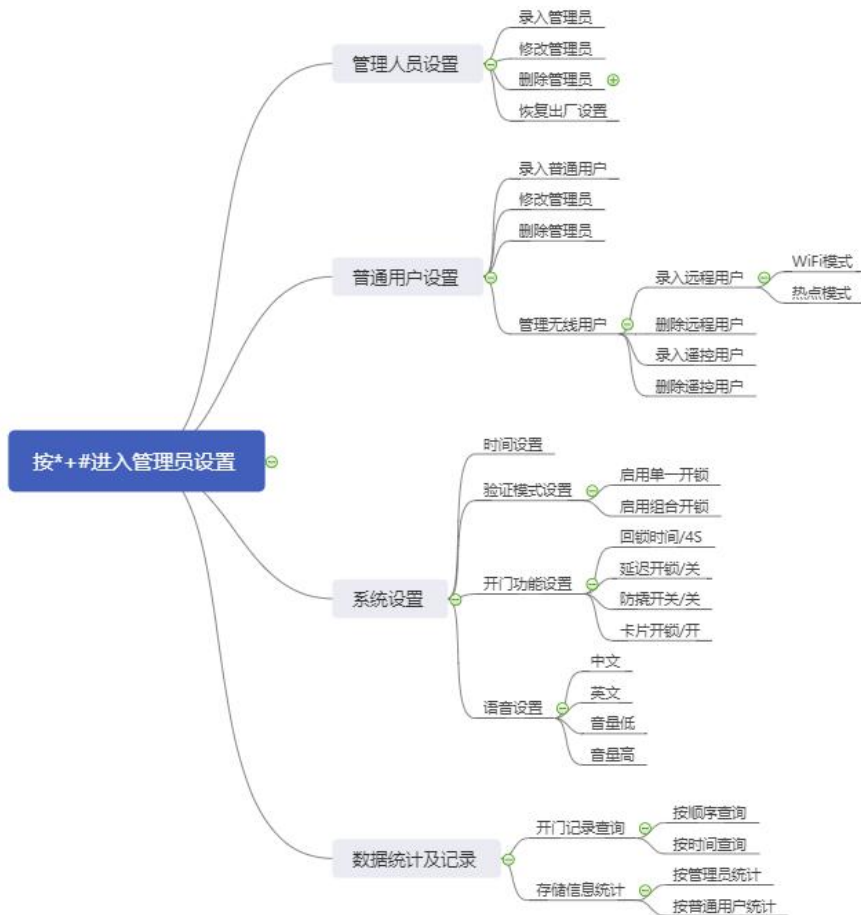 按*+#进入管理员设置
管理人员设置
录入管理员
修改管理员
删除管理员
恢复出厂设置
普通用户设置
录入普通用户
修改管理员
删除管理员
管理无线用户
录入远程用户
WiFi模式
热点模式
删除远程用户
录入遥控用户
删除遥控用户
系统设置
时间设置
验证模式设置
启用单一开锁
启用组合开锁
开门功能设置
回锁时间/4S
延迟开锁/关
防撬开关/关
卡片开锁/开
语音设置
中文
英文
音量低
音量高
数据统计及记录
开门记录查询
按顺序查询
按时间查询
存储信息统计
按管理员统计
按普通用户统计